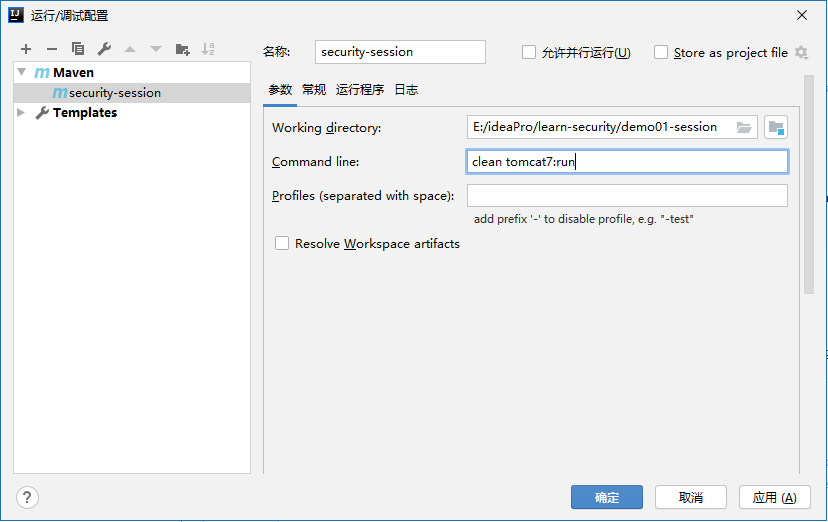 IJ 运行/调试配置
名称: security-session 允许并行运行(U) Store as project file
Maven
security-session
Templates
参数 常规 运行程序 日志
Working directory: E:/ideaPro/learn-security/demo01-session
Command line: clean tomcat7:run
Profiles (separated with space):
add prefix '-' to disable profile, e.g. "-test"
Resolve Workspace artifacts
? 确定 取消 应用 (A)